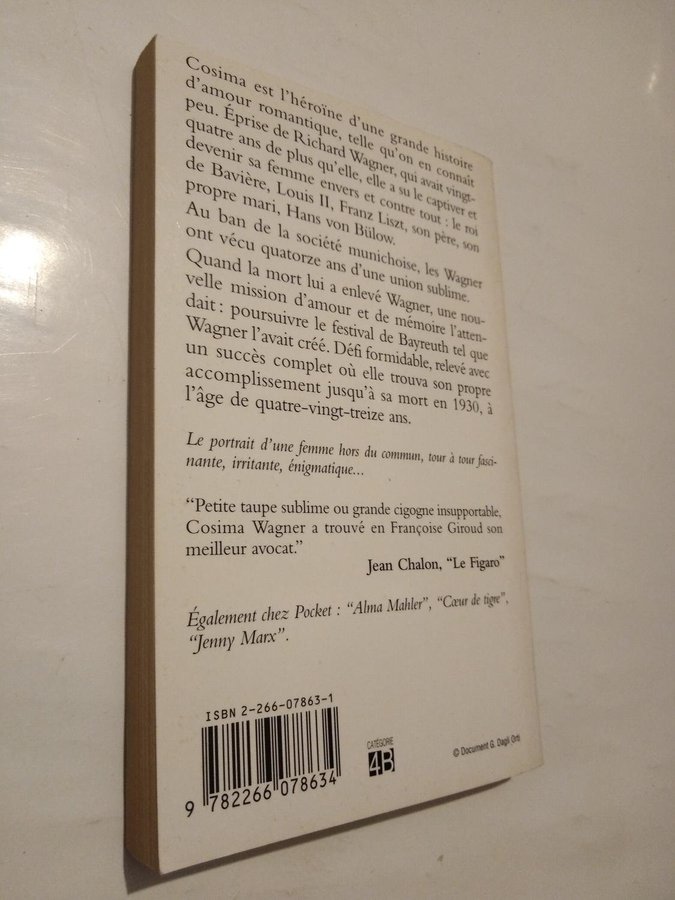 Cosima est l'héroïne d'une grande histoire
d'amour romantique, telle qu'on en connaît
peu. Éprise de Richard Wagner, qui avait vingt-
quatre ans de plus qu'elle, elle a su le captiver et
devenir sa femme envers et contre tout : le roi
de Bavière, Louis II, Franz Liszt, son père, son
propre mari, Hans von Bülow.
Au ban de la société munichoise, les Wagner
ont vécu quatorze ans d'une union sublime.
Quand la mort lui a enlevé Wagner, une nou-
velle mission d'amour et de mémoire l'atten-
dait : poursuivre le festival de Bayreuth tel que
Wagner l'avait créé. Défi formidable, relevé avec
un succès complet où elle trouva son propre
accomplissement jusqu'à sa mort en 1930, à
l'âge de quatre-vingt-treize ans.
Le portrait d'une femme hors du commun, tour à tour fasci-
nante, irritante, énigmatique...
“Petite taupe sublime ou grande cigogne insupportable,
Cosima Wagner a trouvé en Françoise Giroud son
meilleur avocat.”
Jean Chalon, “Le Figaro”
Également chez Pocket : “Alma Mahler”, “Cœur de tigre”,
“Jenny Marx”.
ISBN 2-266-07863-1
9 782266 078634
CATÉGORIE
4B
© Document G. Dagli Orti